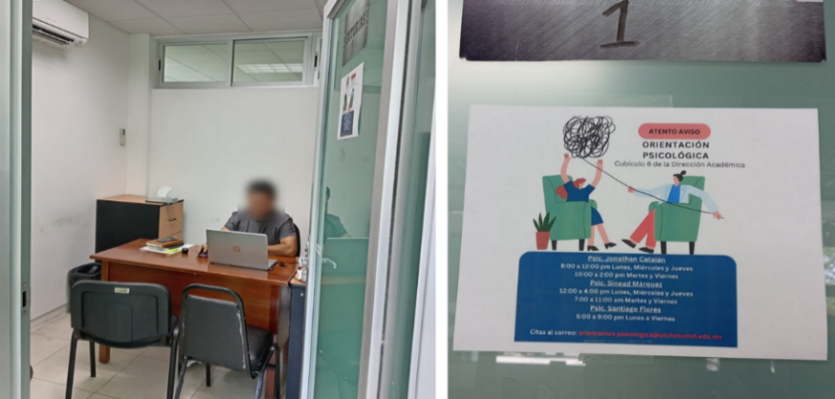 1
ATENTO AVISO
ORIENTACIÓN
PSICOLÓGICA
Cubículo 6 de la Dirección Académica
Psic. Jonathan Catalán
8:00 a 12:00 pm Lunes, Miércoles y Jueves
10:00 a 2:00 pm Martes y Viernes
Psic. Sinead Márquez
12:00 a 4:00 pm Lunes, Miércoles y Jueves
7:00 a 11:00 am Martes y Viernes
Psic. Santiago Flores
5:00 a 9:00 pm Lunes a Viernes
Citas al correo: